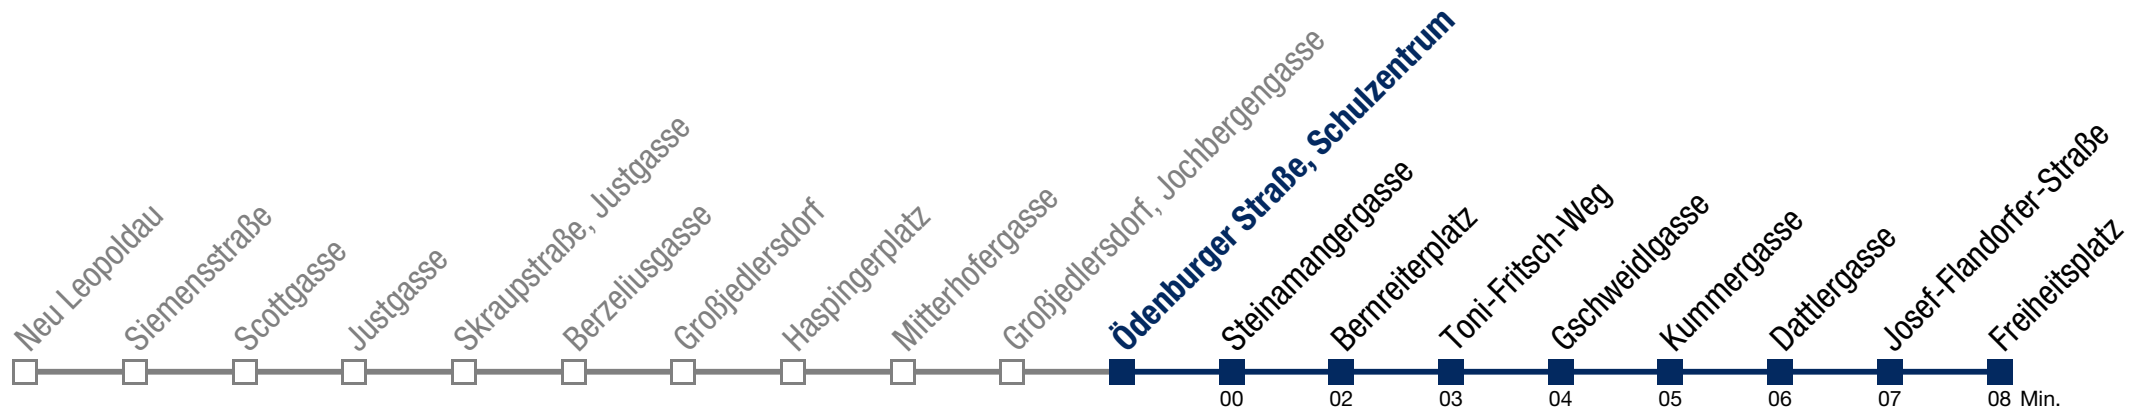 Neu Leopoldau
Siemensstraße
Scottgasse
Justgasse
Skraupstraße, Justgasse
Berzeliusgasse
Großjedlersdorf
Haspingerplatz
Mitterhofergasse
Großjedlersdorf, Jochbergengasse
Ödenburger Straße, Schulzentrum
Steinamangergasse
Bernreiterplatz
Toni-Fritsch-Weg
Gschweidlgasse
Kummergasse
Dattlergasse
Josef-Flandorfer-Straße
Freiheitsplatz
00 02 03 04 05 06 07 08 Min.